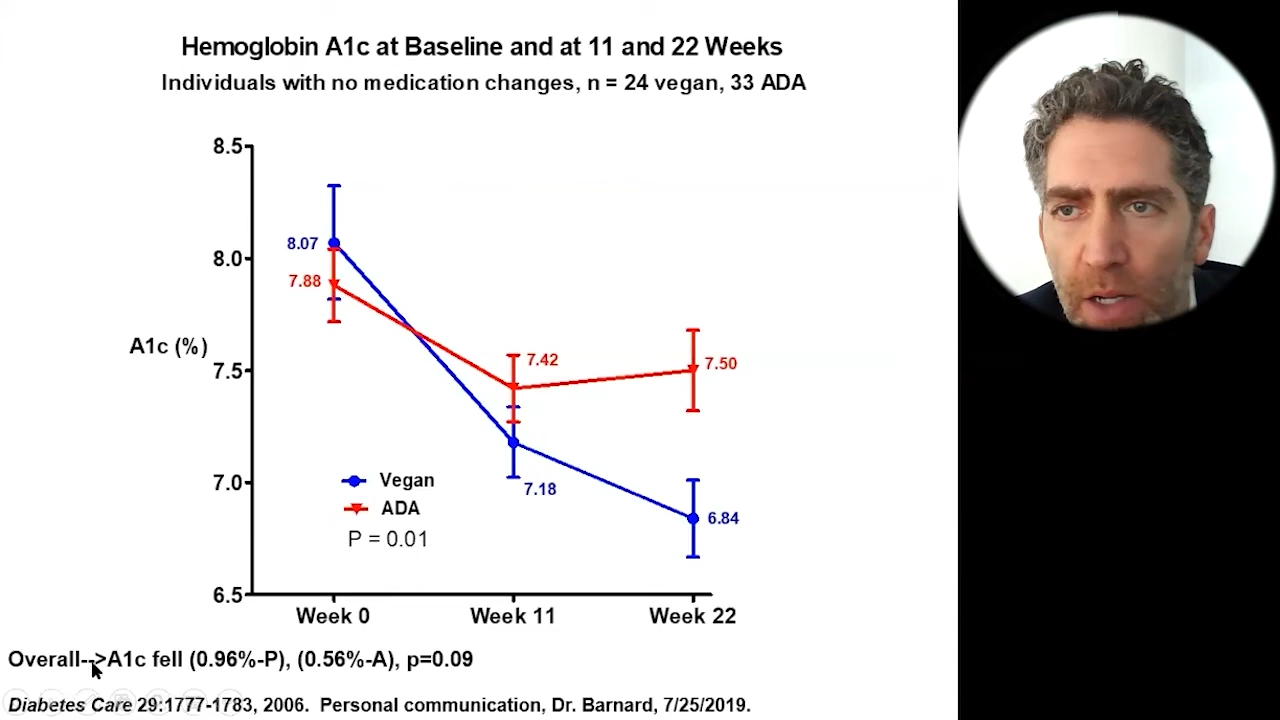 Hemoglobin A1c at Baseline and at 11 and 22 Weeks
Individuals with no medication changes, n = 24 vegan, 33 ADA
8.5
8.07
8.0
7.88
A1c (%)
7.5
7.42
7.50
7.0
7.18
6.84
Vegan
ADA
P = 0.01
6.5
Week 0
Week 11
Week 22
Overall-->A1c fell (0.96%-P), (0.56%-A), p=0.09
Diabetes Care 29:1777-1783, 2006. Personal communication, Dr. Barnard, 7/25/2019.